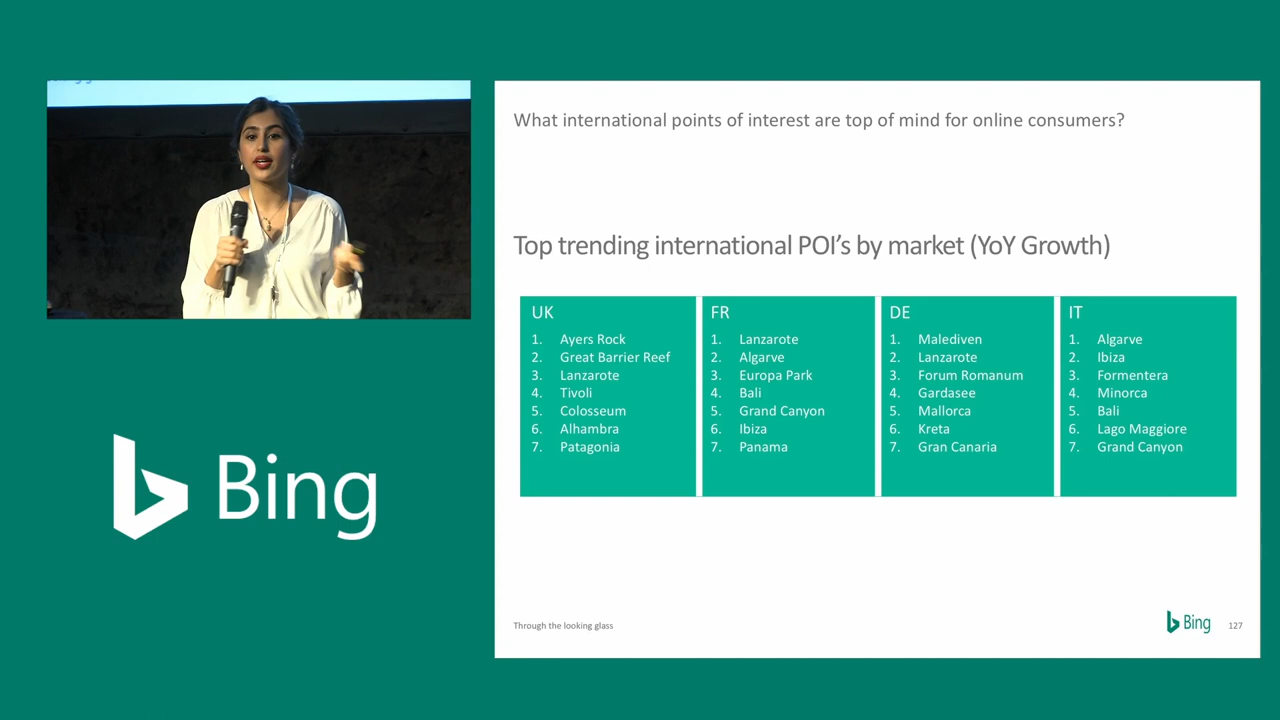 What international points of interest are top of mind for online consumers?
Top trending international POI's by market (YoY Growth)
UK
1. Ayers Rock
2. Great Barrier Reef
3. Lanzarote
4. Tivoli
5. Colosseum
6. Alhambra
7. Patagonia
FR
1. Lanzarote
2. Algarve
3. Europa Park
4. Bali
5. Grand Canyon
6. Ibiza
7. Panama
DE
1. Malediven
2. Lanzarote
3. Forum Romanum
4. Gardasee
5. Mallorca
6. Kreta
7. Gran Canaria
IT
1. Algarve
2. Ibiza
3. Formentera
4. Minorca
5. Bali
6. Lago Maggiore
7. Grand Canyon
Bing
Through the looking glass
Bing 127